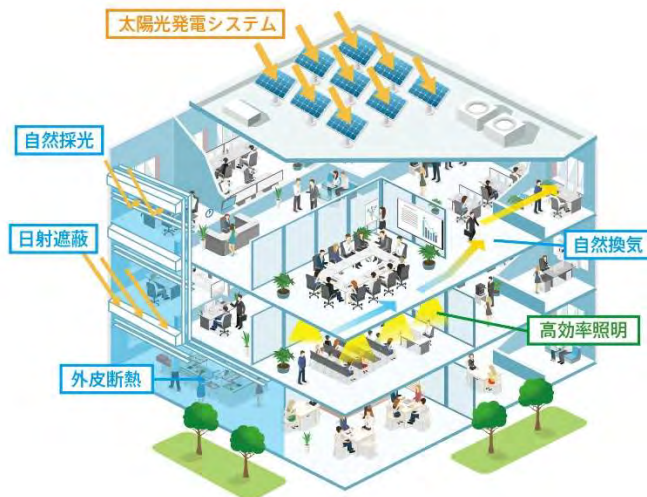 太陽光発電システム
自然採光
日射遮蔽
自然換気
高効率照明
外皮断熱